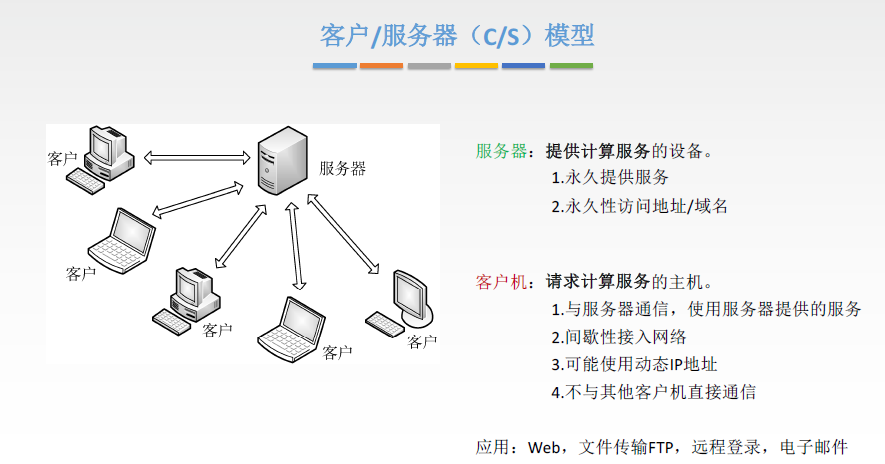 客户/服务器（C/S）模型
客户
服务器
客户
客户
客户
客户
服务器：提供计算服务的设备。
1.永久提供服务
2.永久性访问地址/域名
客户机：请求计算服务的主机。
1.与服务器通信，使用服务器提供的服务
2.间歇性接入网络
3.可能使用动态IP地址
4.不与其他客户机直接通信
应用：Web，文件传输FTP，远程登录，电子邮件